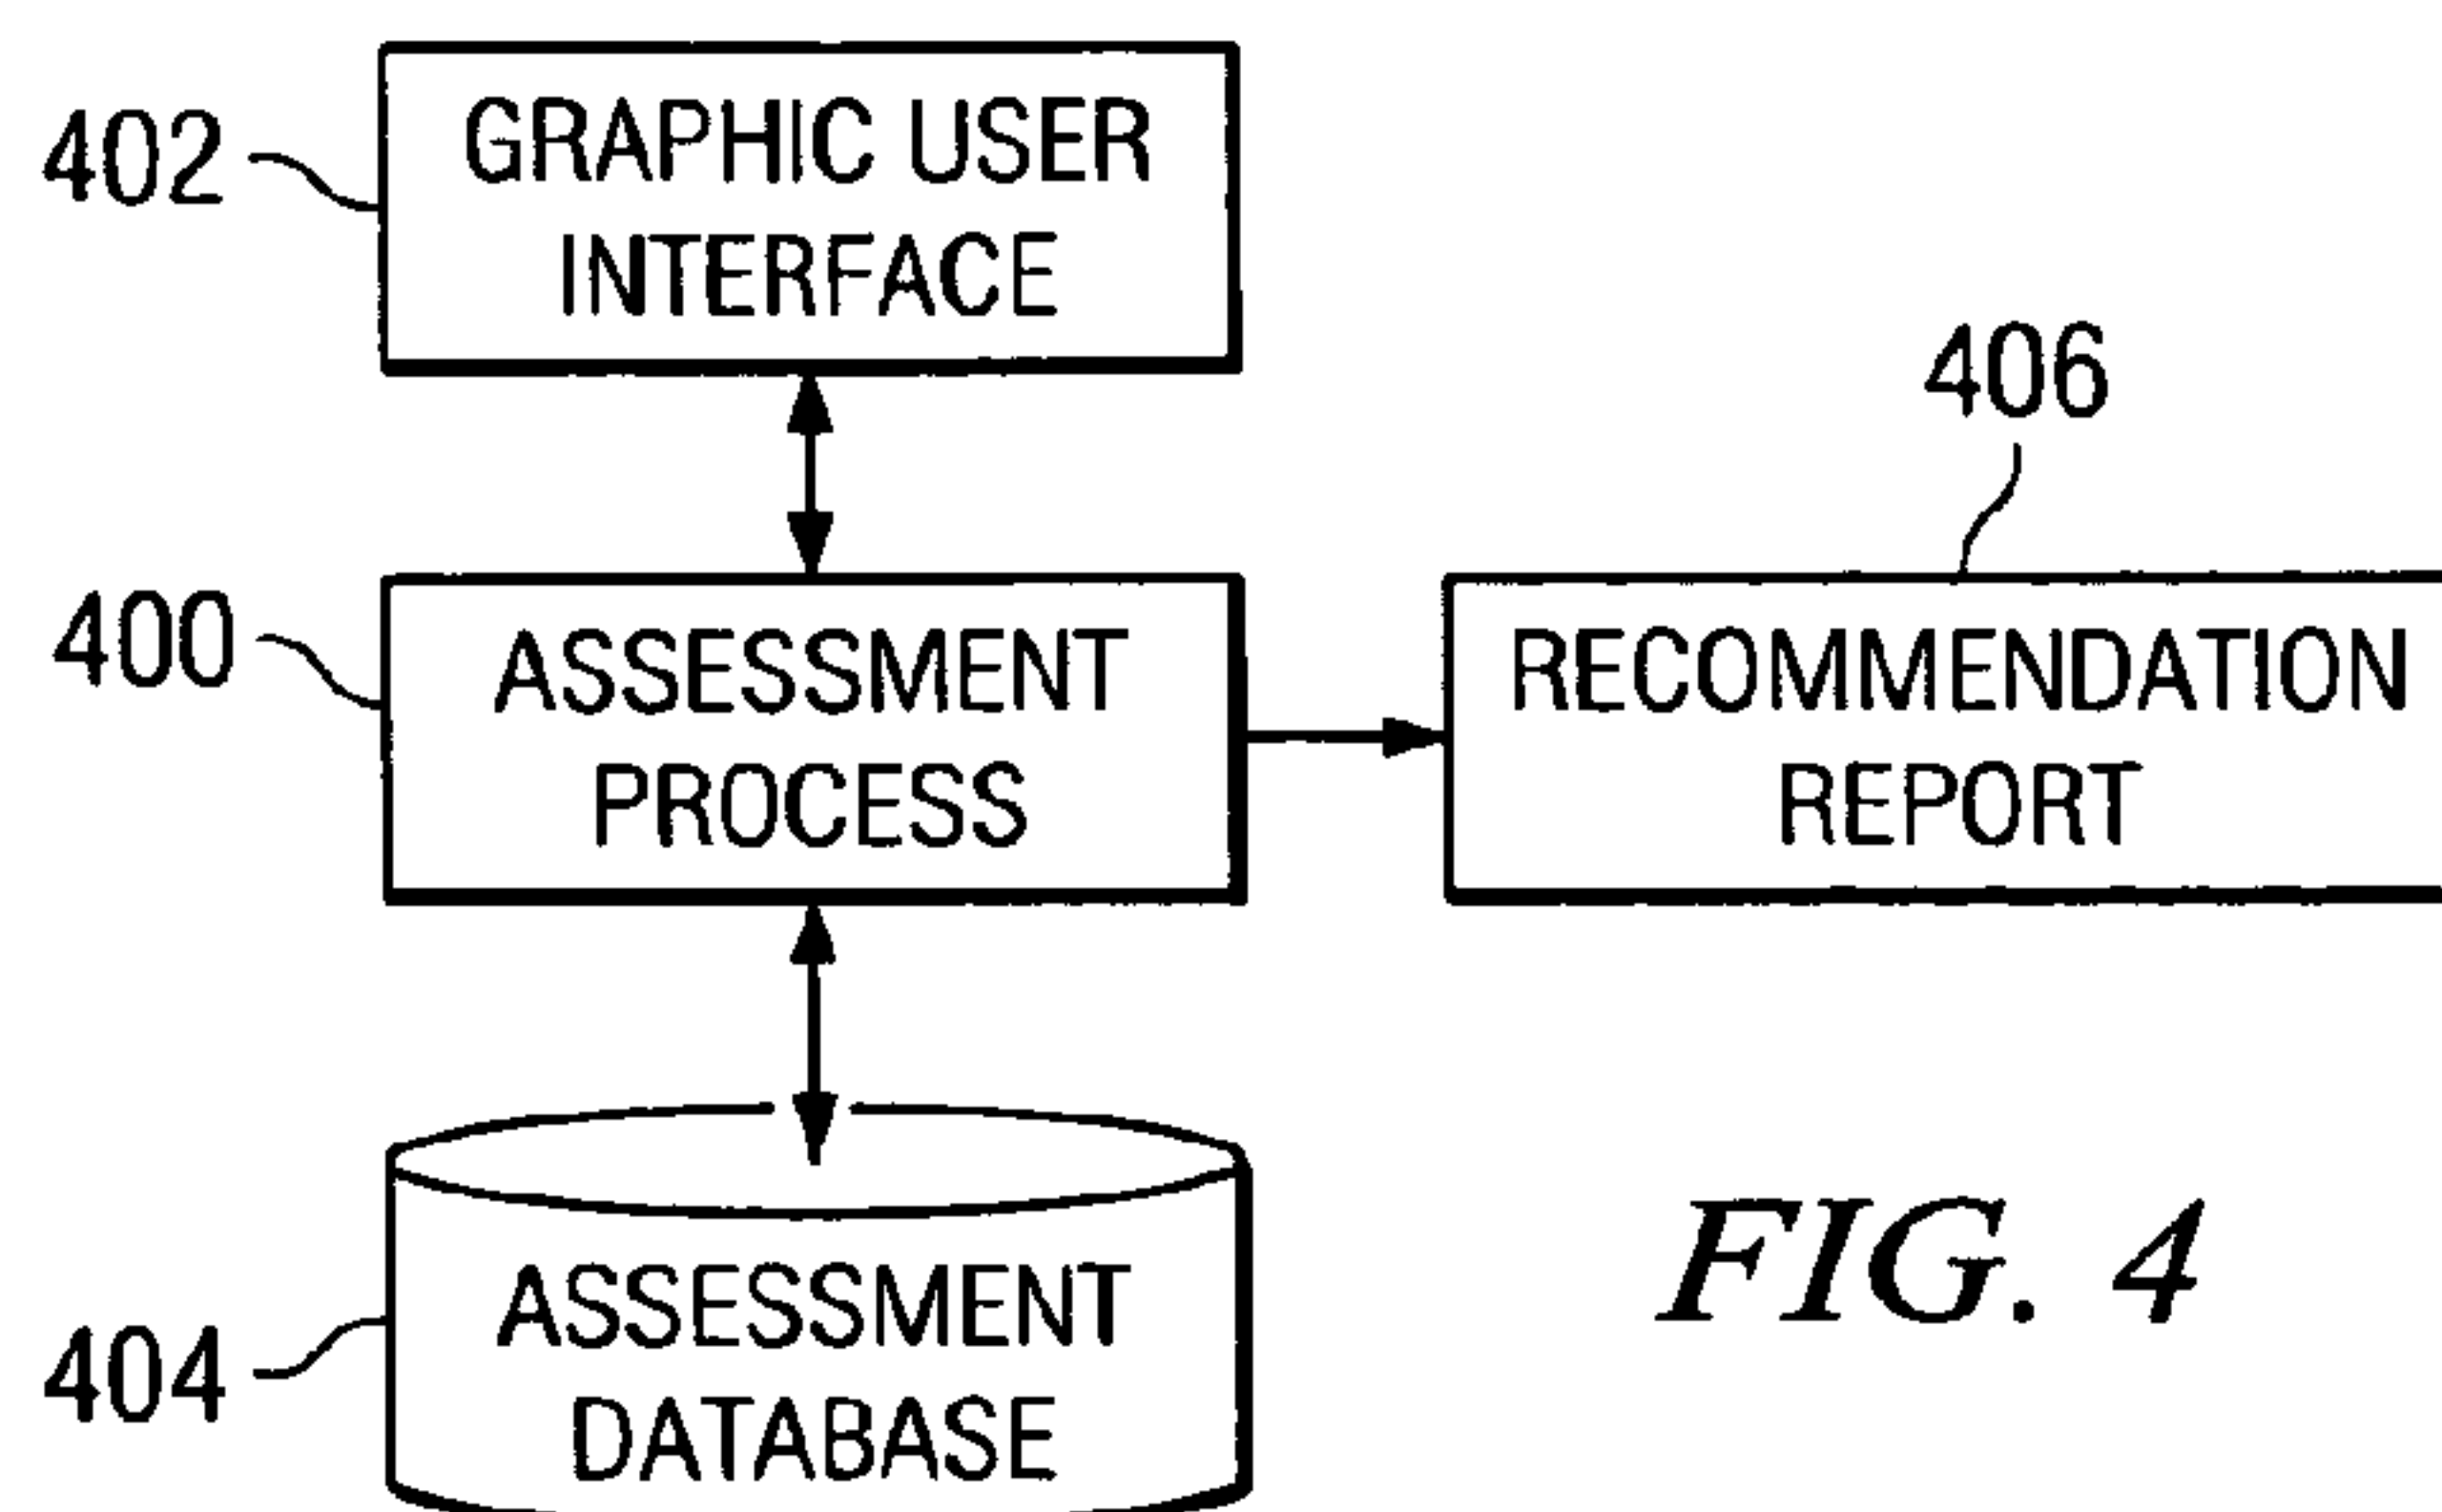 402
GRAPHIC USER
INTERFACE
406
400
ASSESSMENT
PROCESS
RECOMMENDATION
REPORT
404
ASSESSMENT
DATABASE
FIG. 4